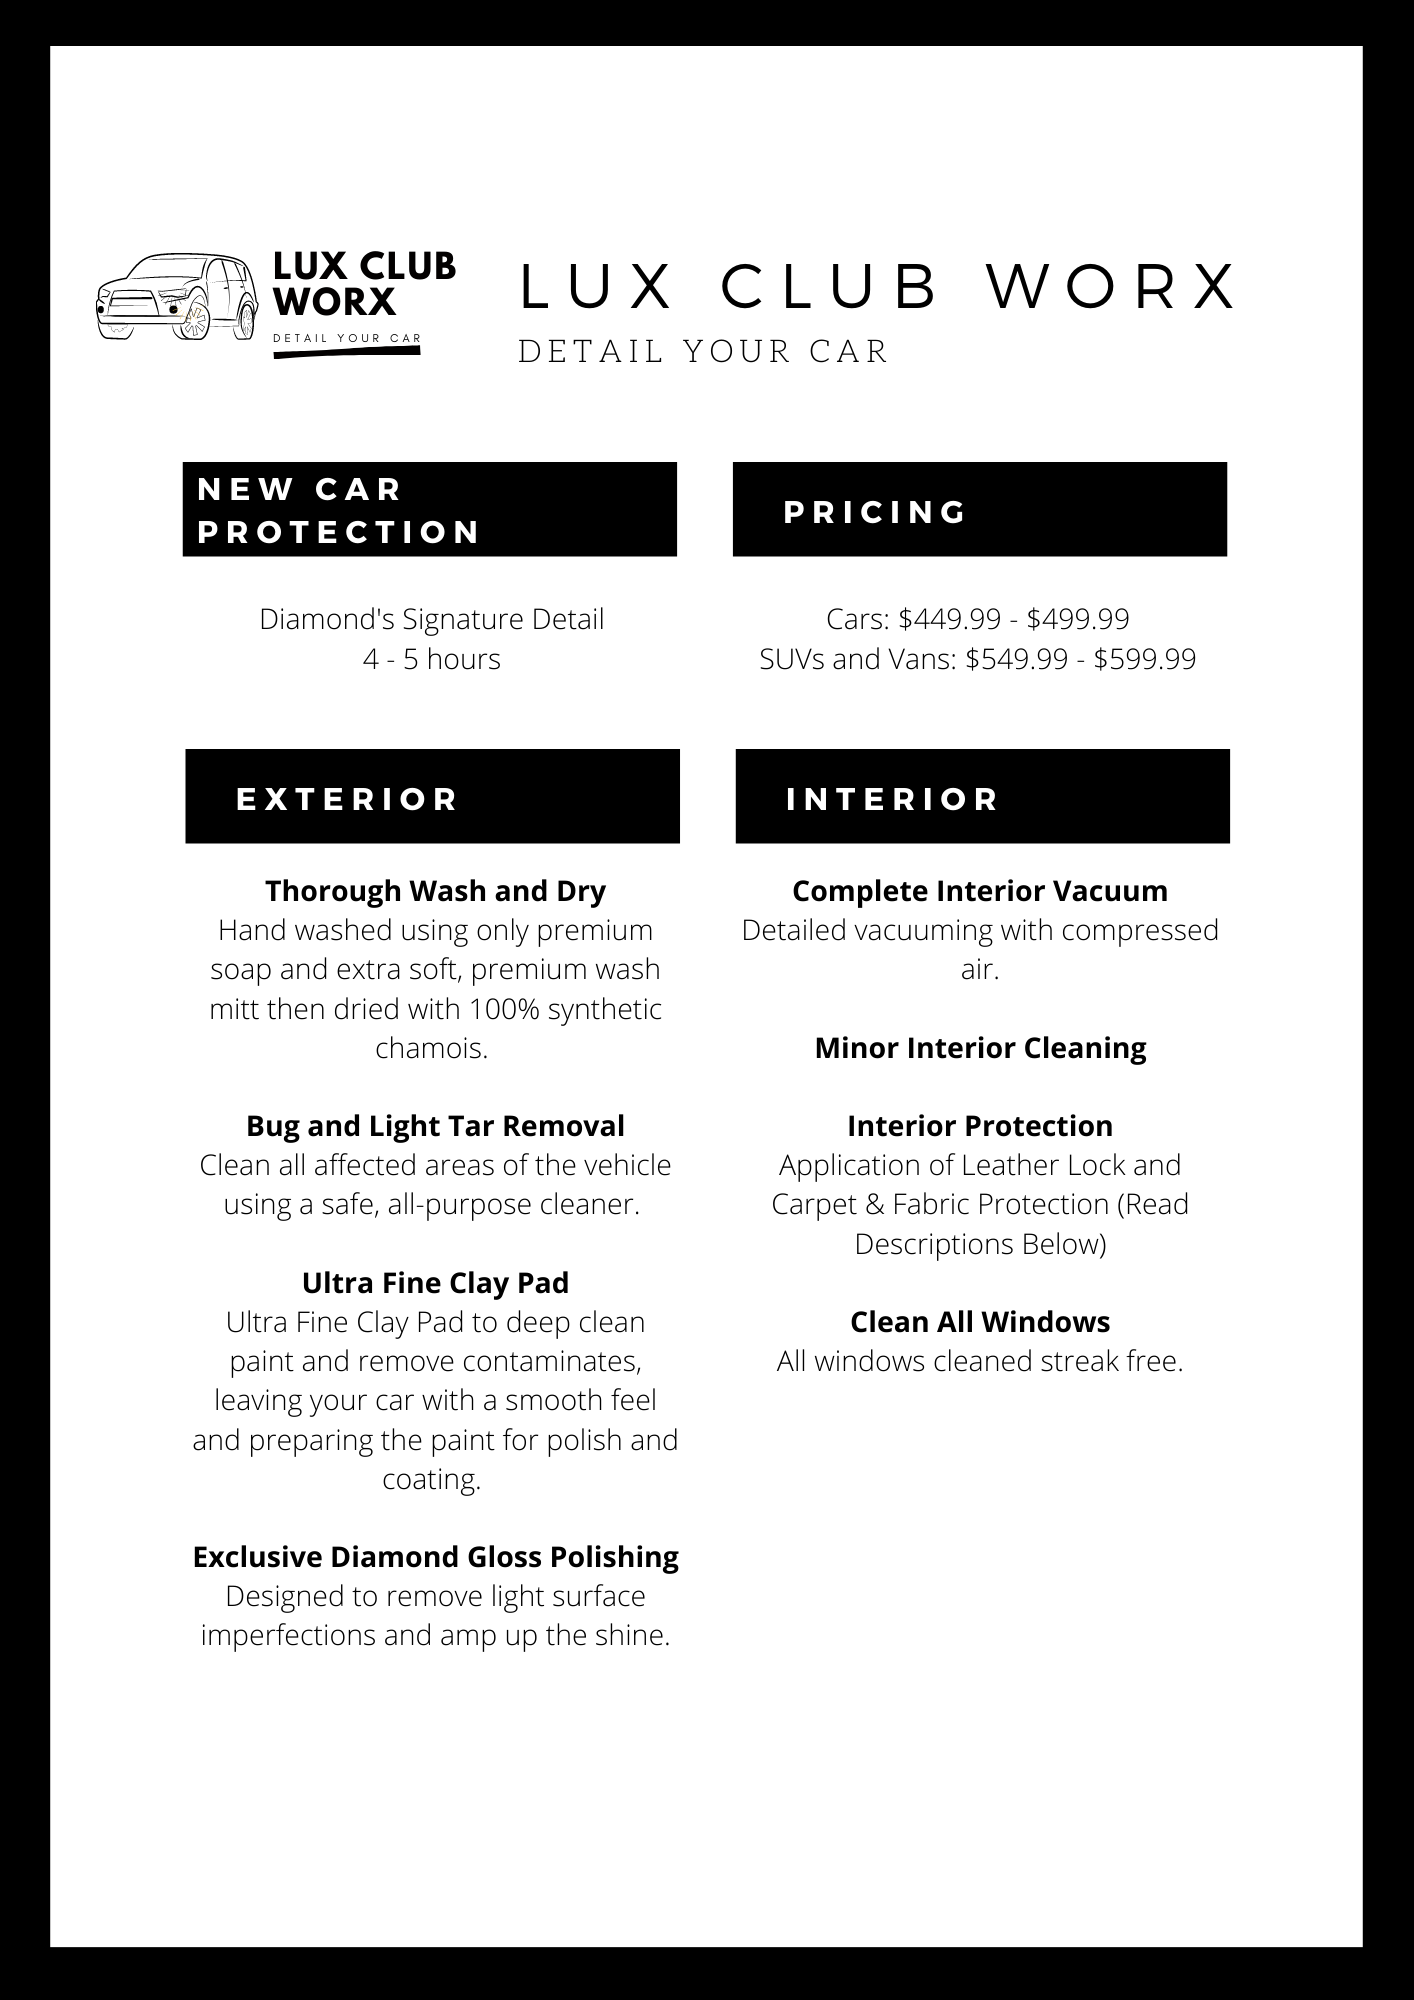 LUX CLUB
WORX
DETAIL YOUR CAR
LUX CLUB WORX
DETAIL YOUR CAR
NEW CAR
PROTECTION
Diamond's Signature Detail
4 - 5 hours
PRICING
Cars: $449.99 - $499.99
SUVs and Vans: $549.99 - $599.99
EXTERIOR
Thorough Wash and Dry
Hand washed using only premium
soap and extra soft, premium wash
mitt then dried with 100% synthetic
chamois.
Bug and Light Tar Removal
Clean all affected areas of the vehicle
using a safe, all-purpose cleaner.
Ultra Fine Clay Pad
Ultra Fine Clay Pad to deep clean
paint and remove contaminates,
leaving your car with a smooth feel
and preparing the paint for polish and
coating.
Exclusive Diamond Gloss Polishing
Designed to remove light surface
imperfections and amp up the shine.
INTERIOR
Complete Interior Vacuum
Detailed vacuuming with compressed
air.
Minor Interior Cleaning
Interior Protection
Application of Leather Lock and
Carpet & Fabric Protection (Read
Descriptions Below)
Clean All Windows
All windows cleaned streak free.